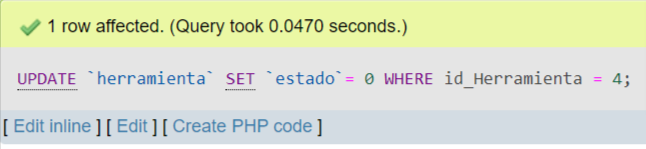 1 row affected. (Query took 0.0470 seconds.)
UPDATE `herramienta` SET `estado`= 0 WHERE id_Herramienta = 4;
[ Edit inline ] [ Edit ] [ Create PHP code ]